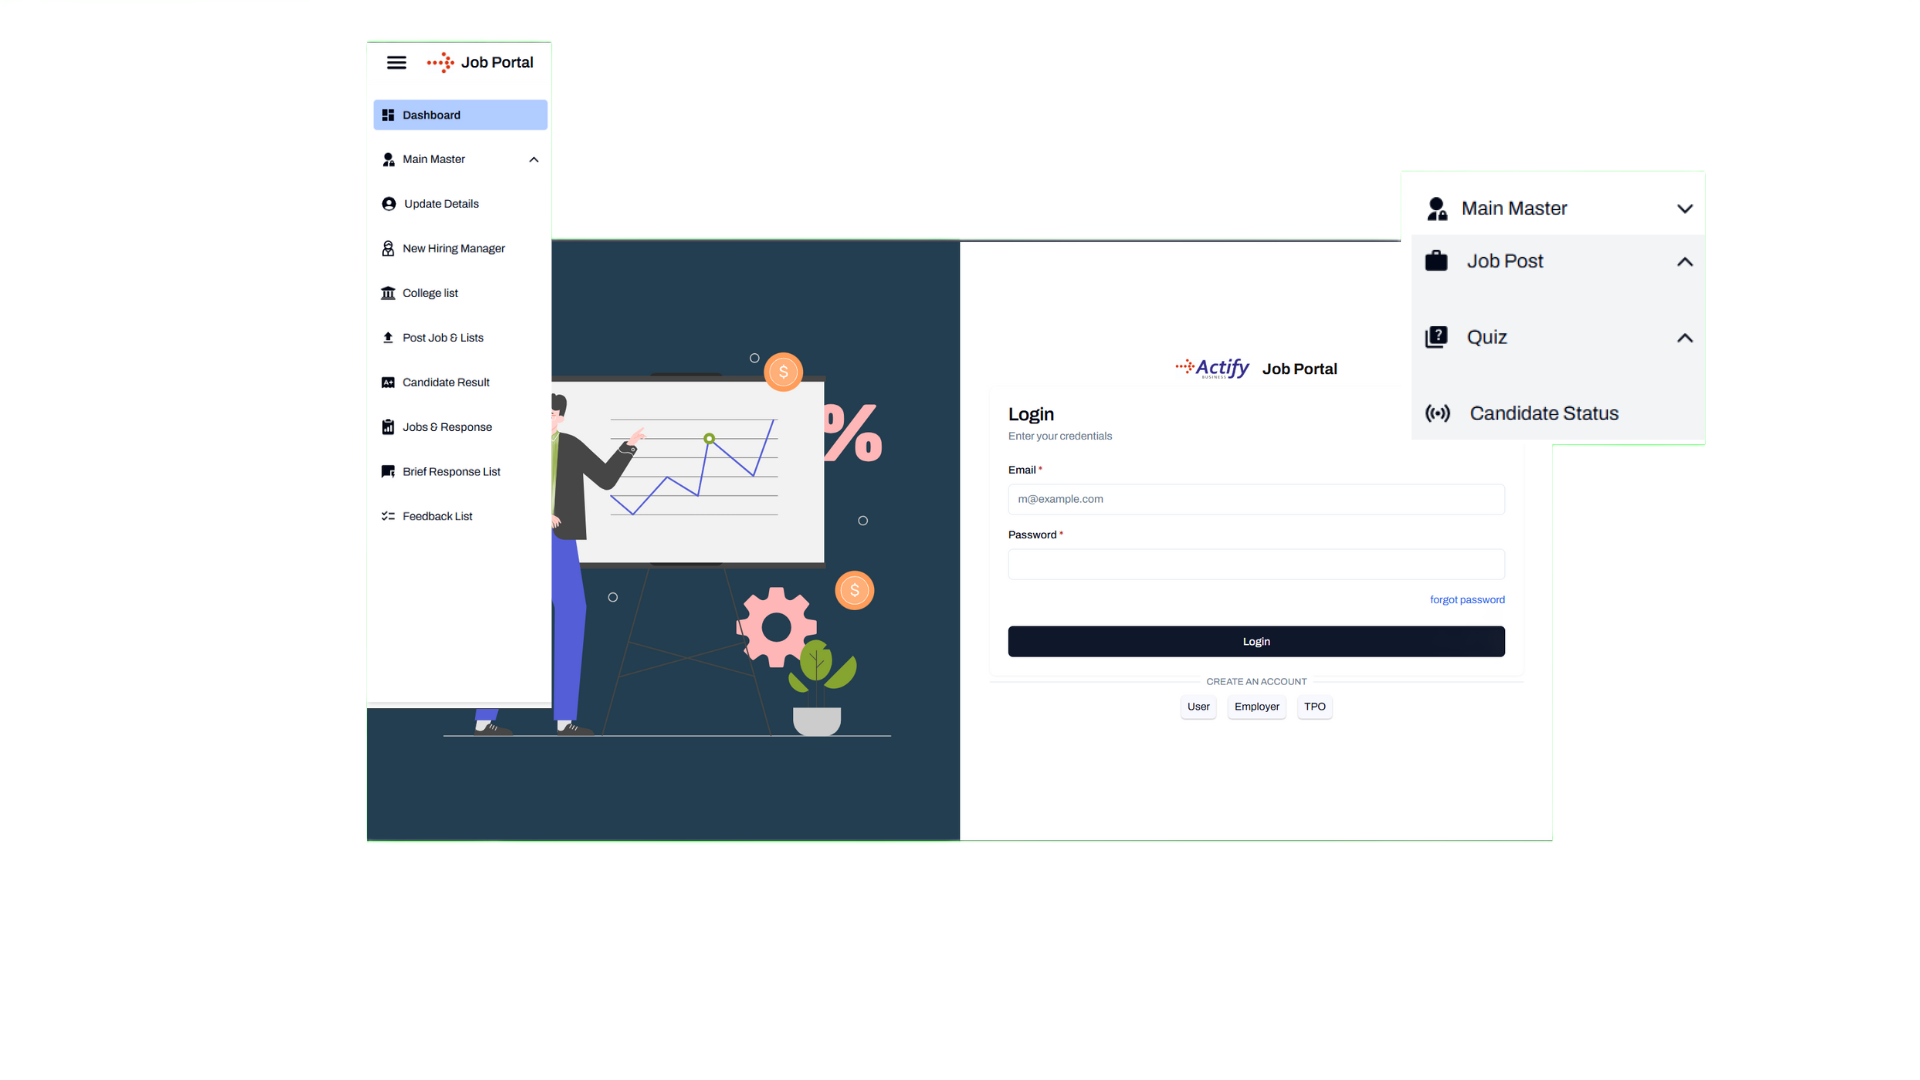 Job Portal
Dashboard
Main Master
Update Details
New Hiring Manager
College list
Post Job & Lists
Candidate Result
Jobs & Response
Brief Response List
Feedback List
$
%
$
Actify
BUSINESS
Job Portal
Login
Enter your credentials
Email *
m@example.com
Password *
forgot password
Login
CREATE AN ACCOUNT
User Employer TPO
Main Master
Job Post
Quiz
Candidate Status